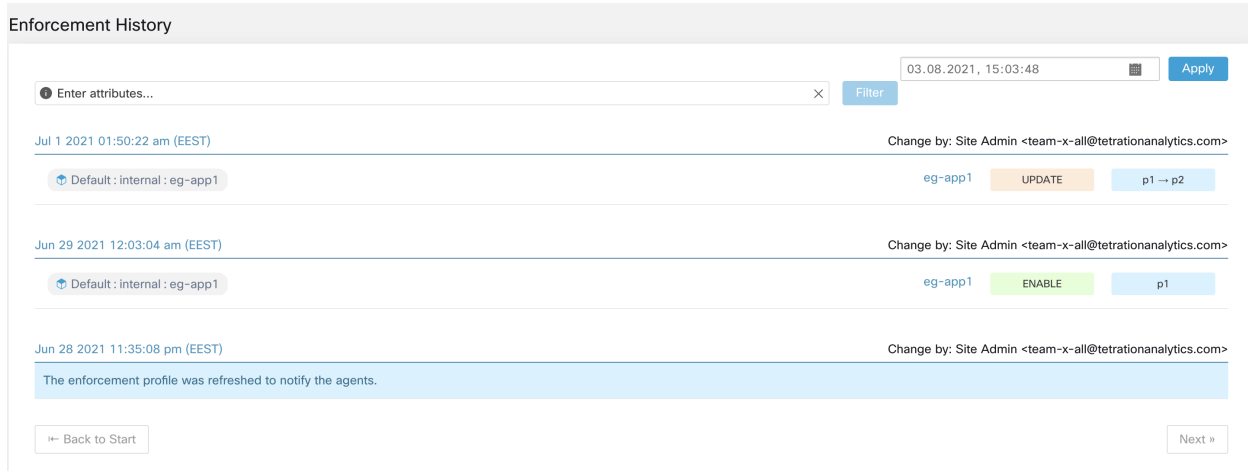 Enforcement History
03.08.2021, 15:03:48
Apply
Enter attributes...
Filter
Jul 1 2021 01:50:22 am (EEST) Change by: Site Admin <team-x-all@tetrationanalytics.com>
Default : internal : eg-app1 eg-app1 UPDATE p1 → p2
Jun 29 2021 12:03:04 am (EEST) Change by: Site Admin <team-x-all@tetrationanalytics.com>
Default : internal : eg-app1 eg-app1 ENABLE p1
Jun 28 2021 11:35:08 pm (EEST) Change by: Site Admin <team-x-all@tetrationanalytics.com>
The enforcement profile was refreshed to notify the agents.
Back to Start Next »